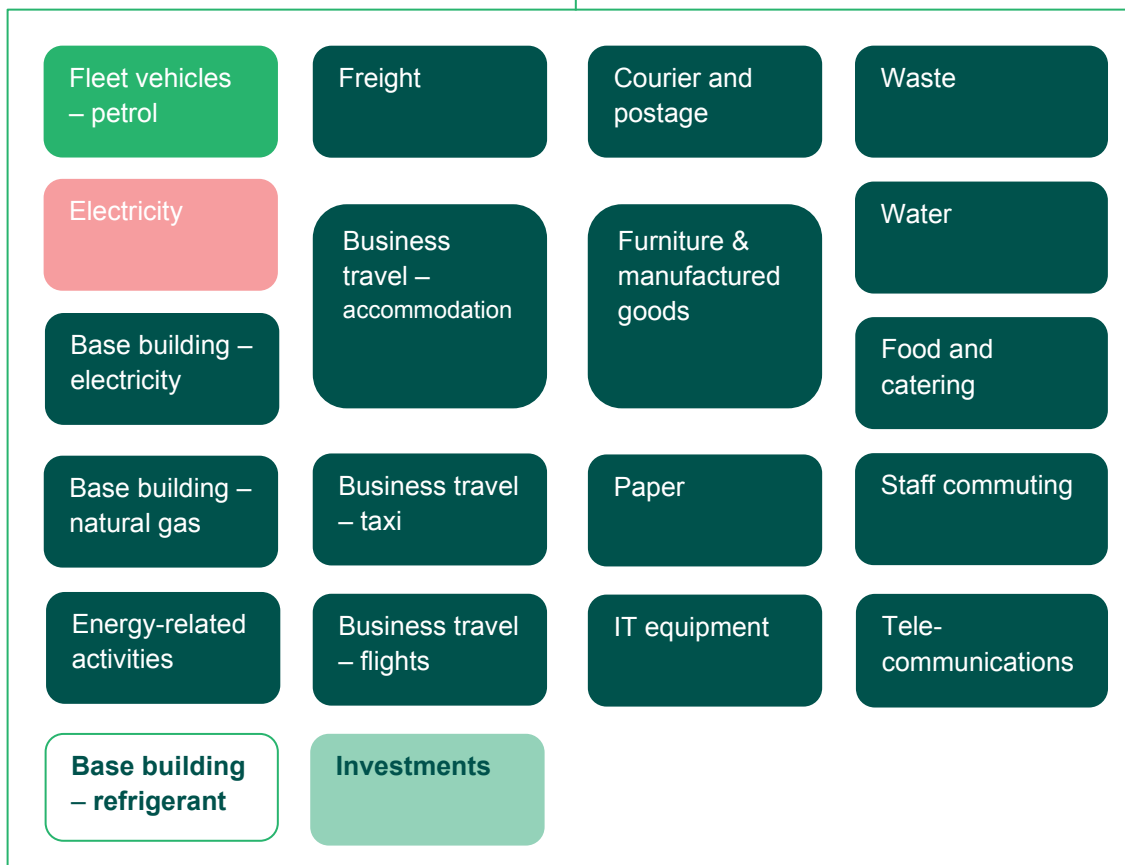 Fleet vehicles
– petrol
Freight
Courier and
postage
Waste
Electricity
Business
travel –
accommodation
Furniture &
manufactured
goods
Water
Base building –
electricity
Food and
catering
Base building –
natural gas
Business travel
– taxi
Paper
Staff commuting
Energy-related
activities
Business travel
– flights
IT equipment
Tele-
communications
Base building
– refrigerant
Investments